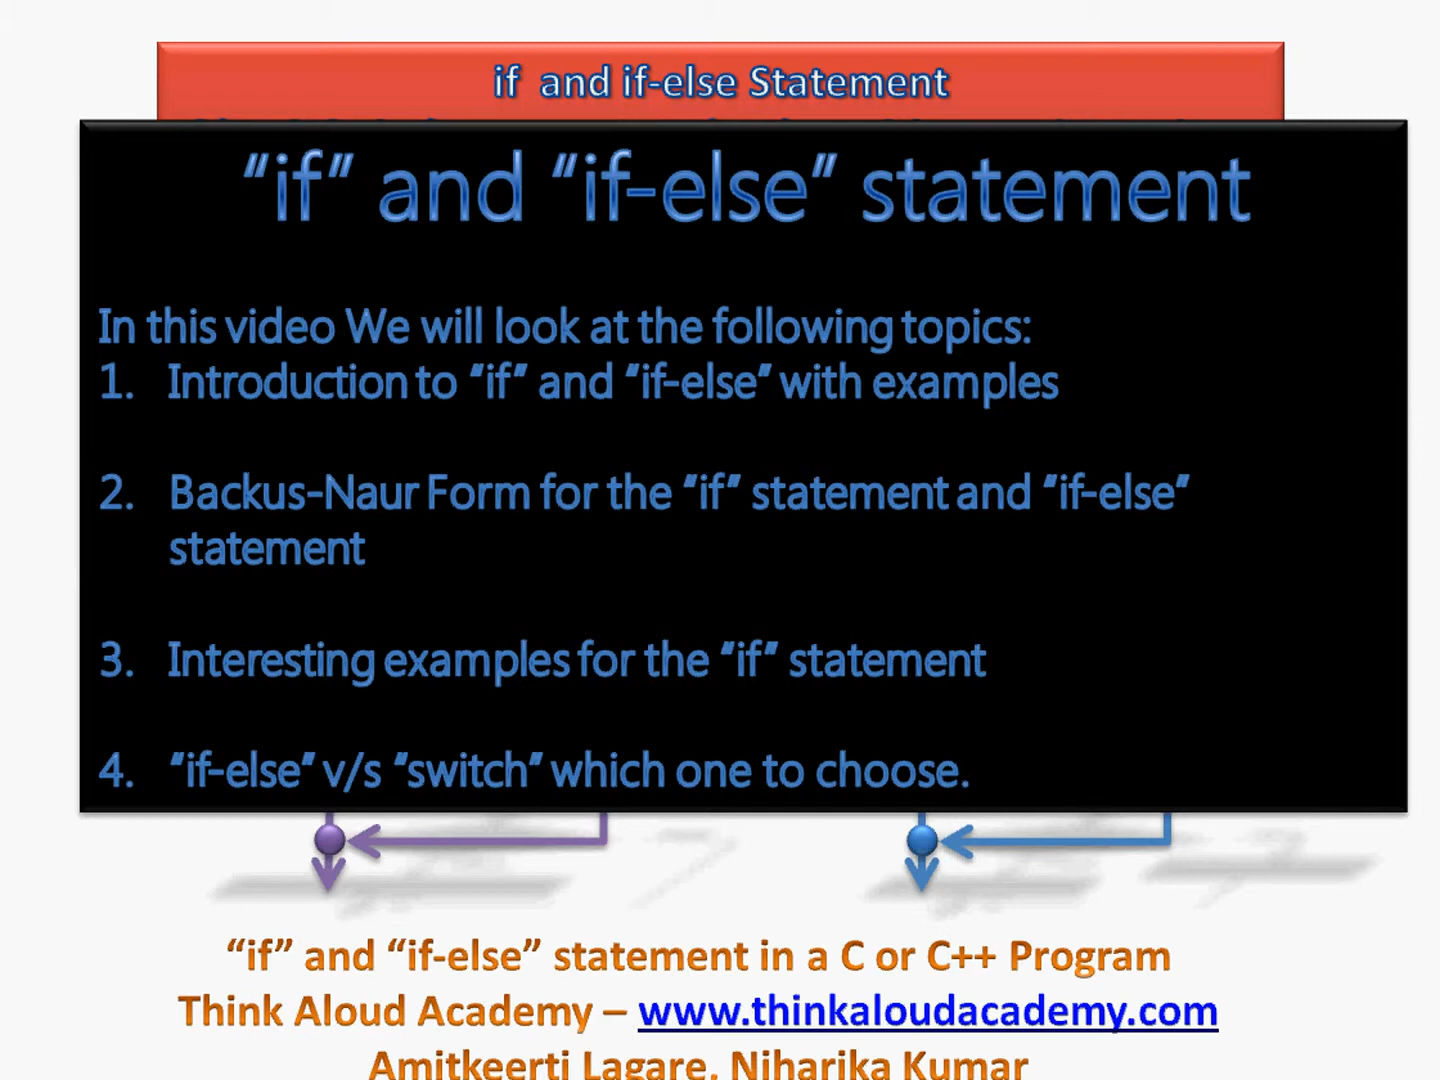 if and if-else Statement
“if” and “if-else” statement
In this video We will look at the following topics:
1. Introduction to “if” and “if-else” with examples
2. Backus-Naur Form for the “if” statement and “if-else”
statement
3. Interesting examples for the “if” statement
4. “if-else” v/s “switch” which one to choose.
“if” and “if-else” statement in a C or C++ Program
Think Aloud Academy – www.thinkaloudacademy.com
Amitkeerti Lagare, Niharika Kumar